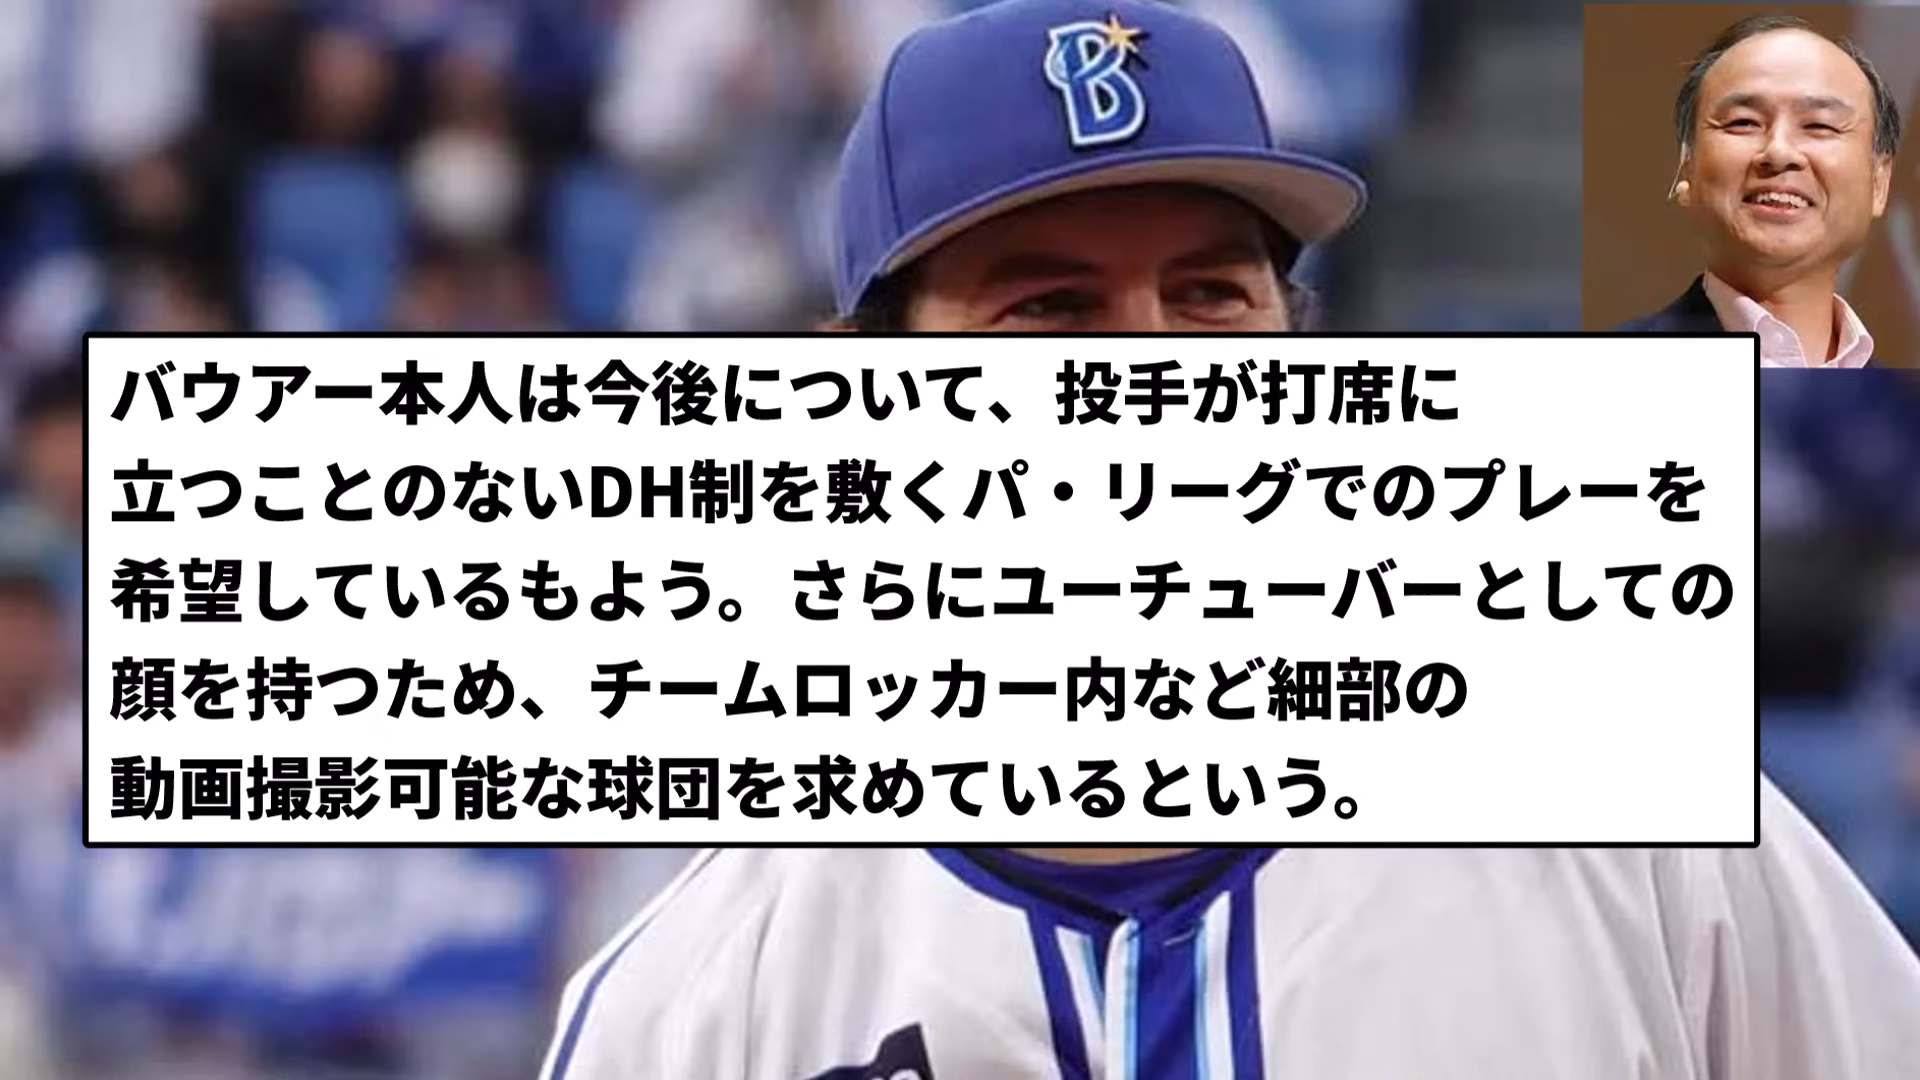 B
バウアー本人は今後について、投手が打席に
立つことのないDH制を敷くパ・リーグでのプレーを
希望しているもよう。さらにユーチューバーとしての
顔を持つため、チームロッカー内など細部の
動画撮影可能な球団を求めているという。